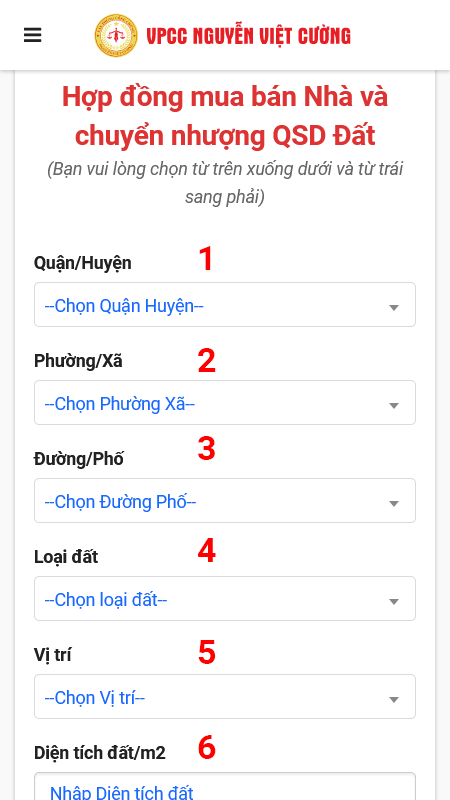 VPCC NGUYỄN VIỆT CƯỜNG
Hợp đồng mua bán Nhà và
chuyển nhượng QSD Đất
(Bạn vui lòng chọn từ trên xuống dưới và từ trái
sang phải)
Quận/Huyện 1
--Chọn Quận Huyện--
Phường/Xã 2
--Chọn Phường Xã--
Đường/Phố 3
--Chọn Đường Phố--
Loại đất 4
--Chọn loại đất--
Vị trí 5
--Chọn Vị trí--
Diện tích đất/m2 6
Nhập Diện tích đất